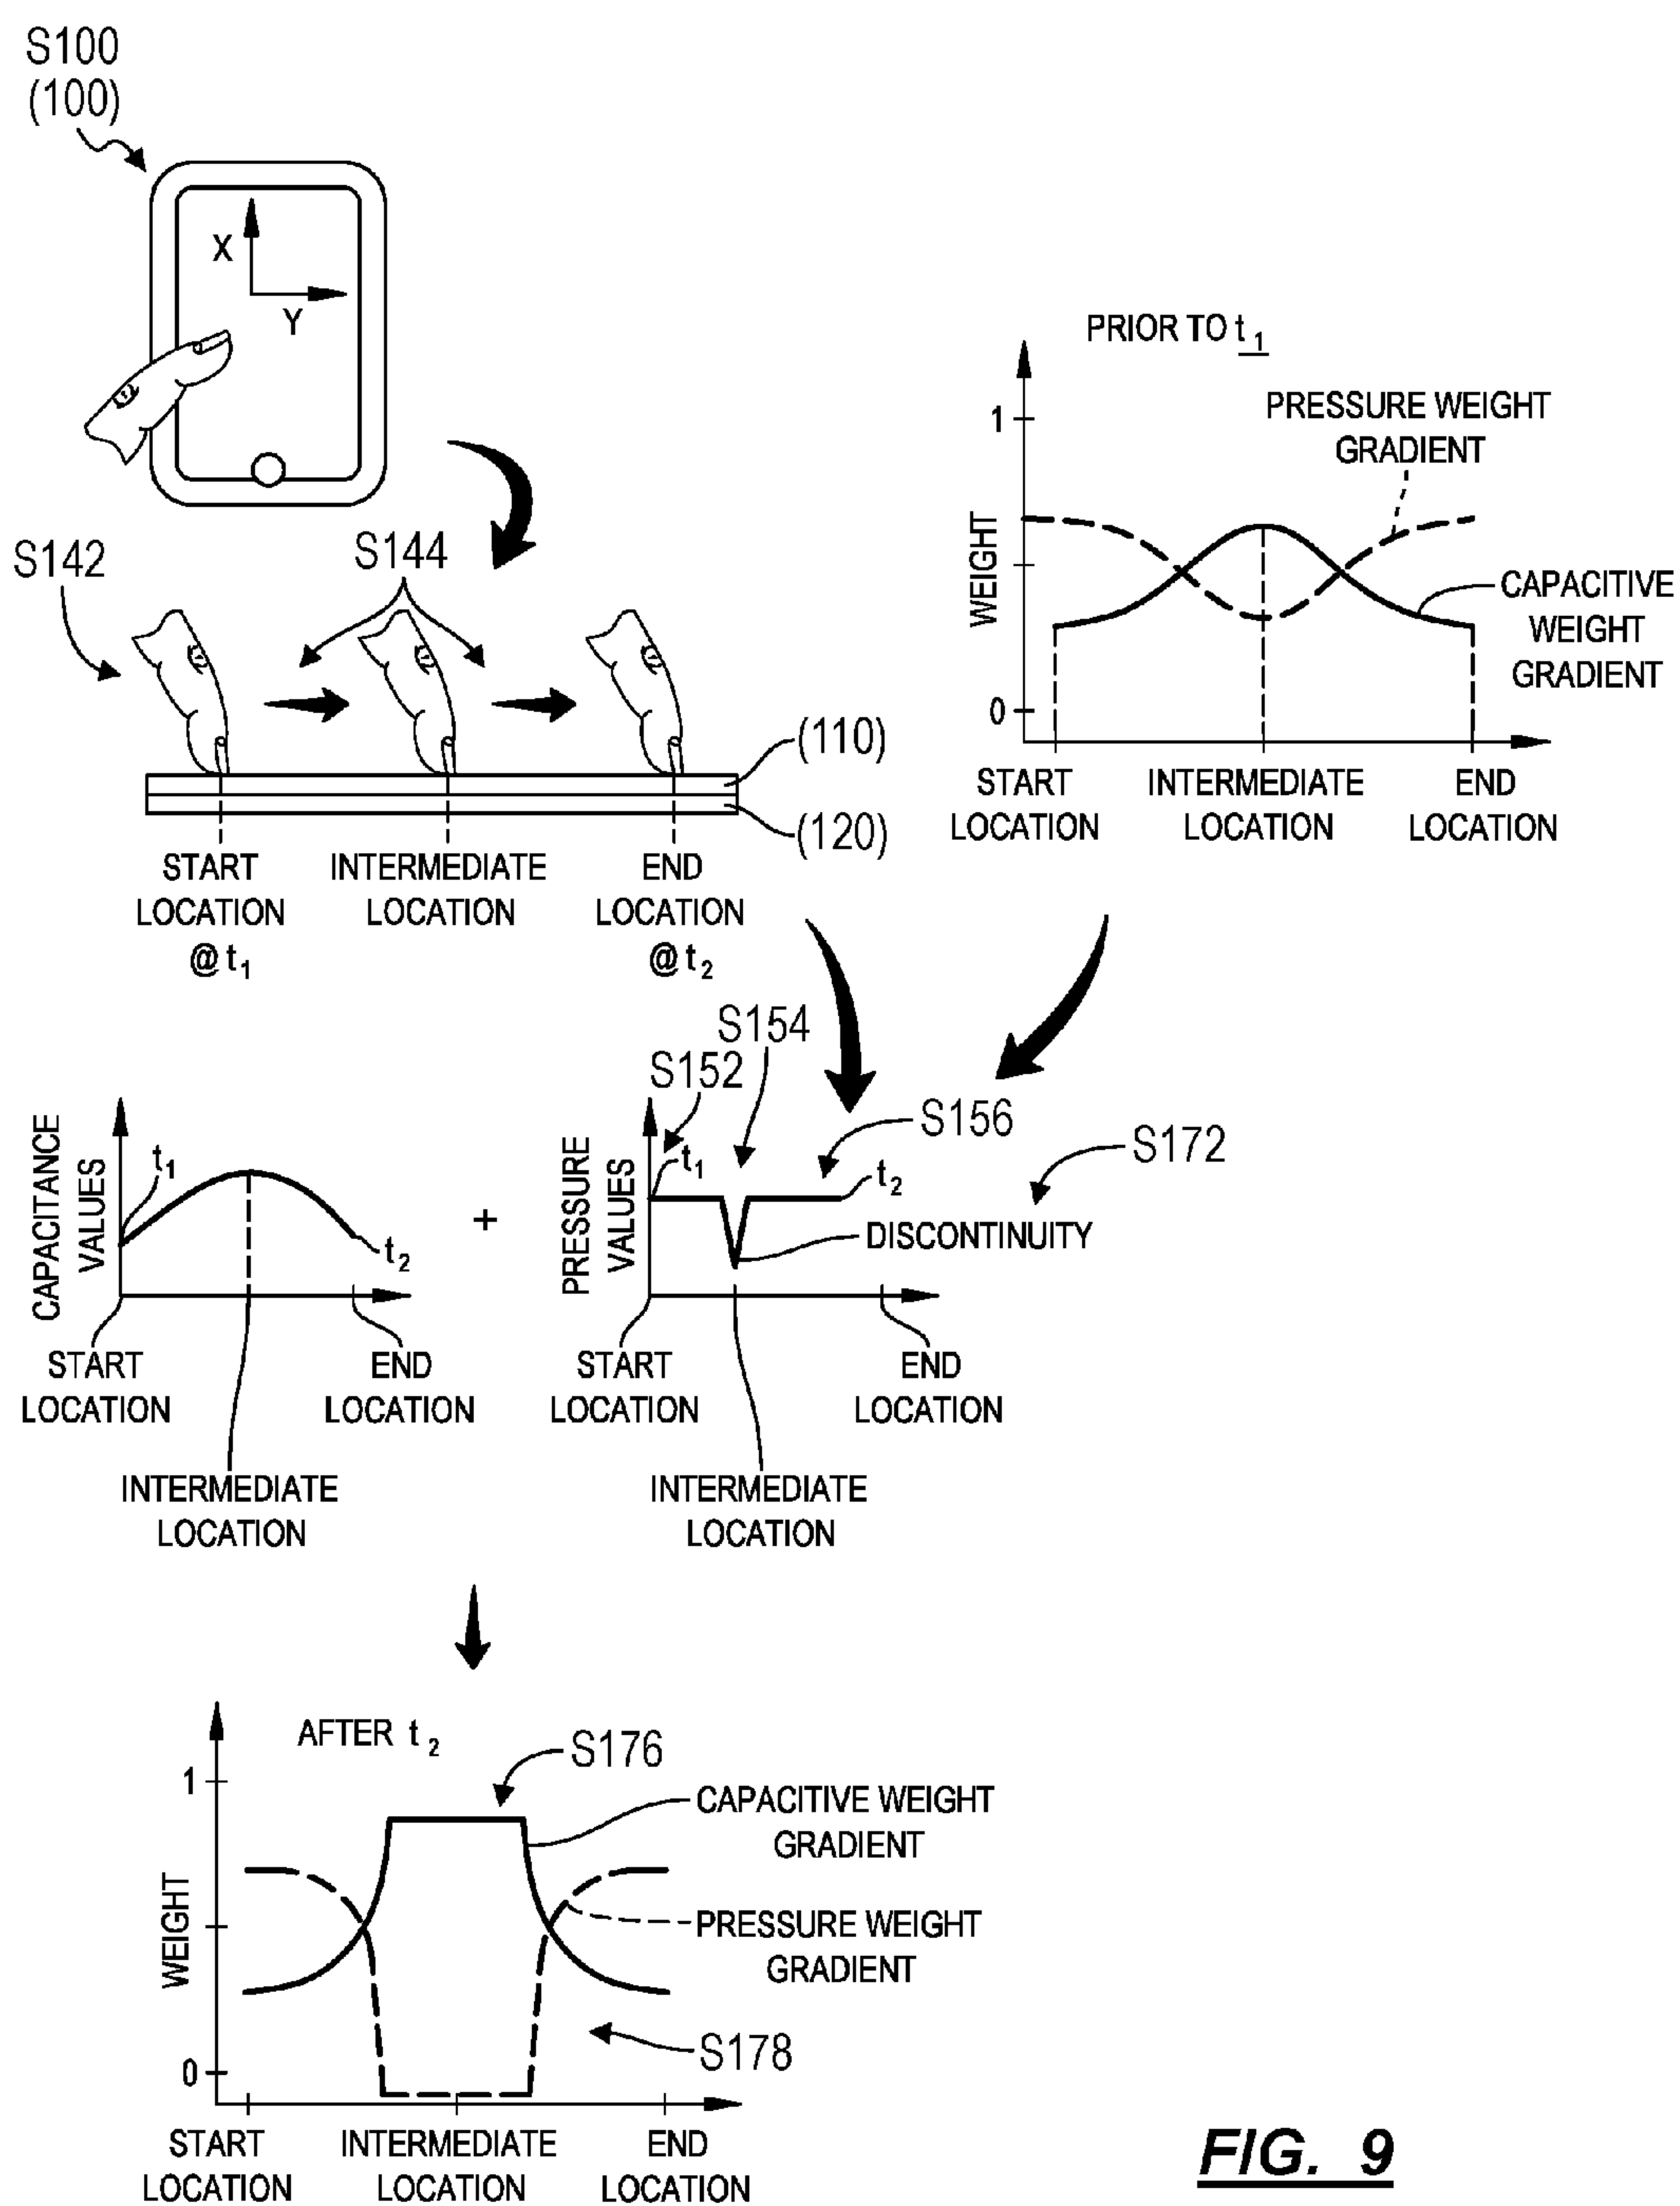 S100
(100)
X
Y
PRIOR TO t1
1
PRESSURE WEIGHT
GRADIENT
WEIGHT
CAPACITIVE
WEIGHT
GRADIENT
0
START
LOCATION
INTERMEDIATE
LOCATION
END
LOCATION
S142
S144
(110)
(120)
START
LOCATION
@ t1
INTERMEDIATE
LOCATION
END
LOCATION
@ t2
CAPACITANCE
VALUES
t1
t2
START
LOCATION
END
LOCATION
INTERMEDIATE
LOCATION
+
S152
S154
S156
S172
PRESSURE
VALUES
t1
t2
DISCONTINUITY
START
LOCATION
END
LOCATION
INTERMEDIATE
LOCATION
AFTER t2
S176
1
CAPACITIVE WEIGHT
GRADIENT
WEIGHT
PRESSURE WEIGHT
GRADIENT
S178
0
START
LOCATION
INTERMEDIATE
LOCATION
END
LOCATION
FIG. 9